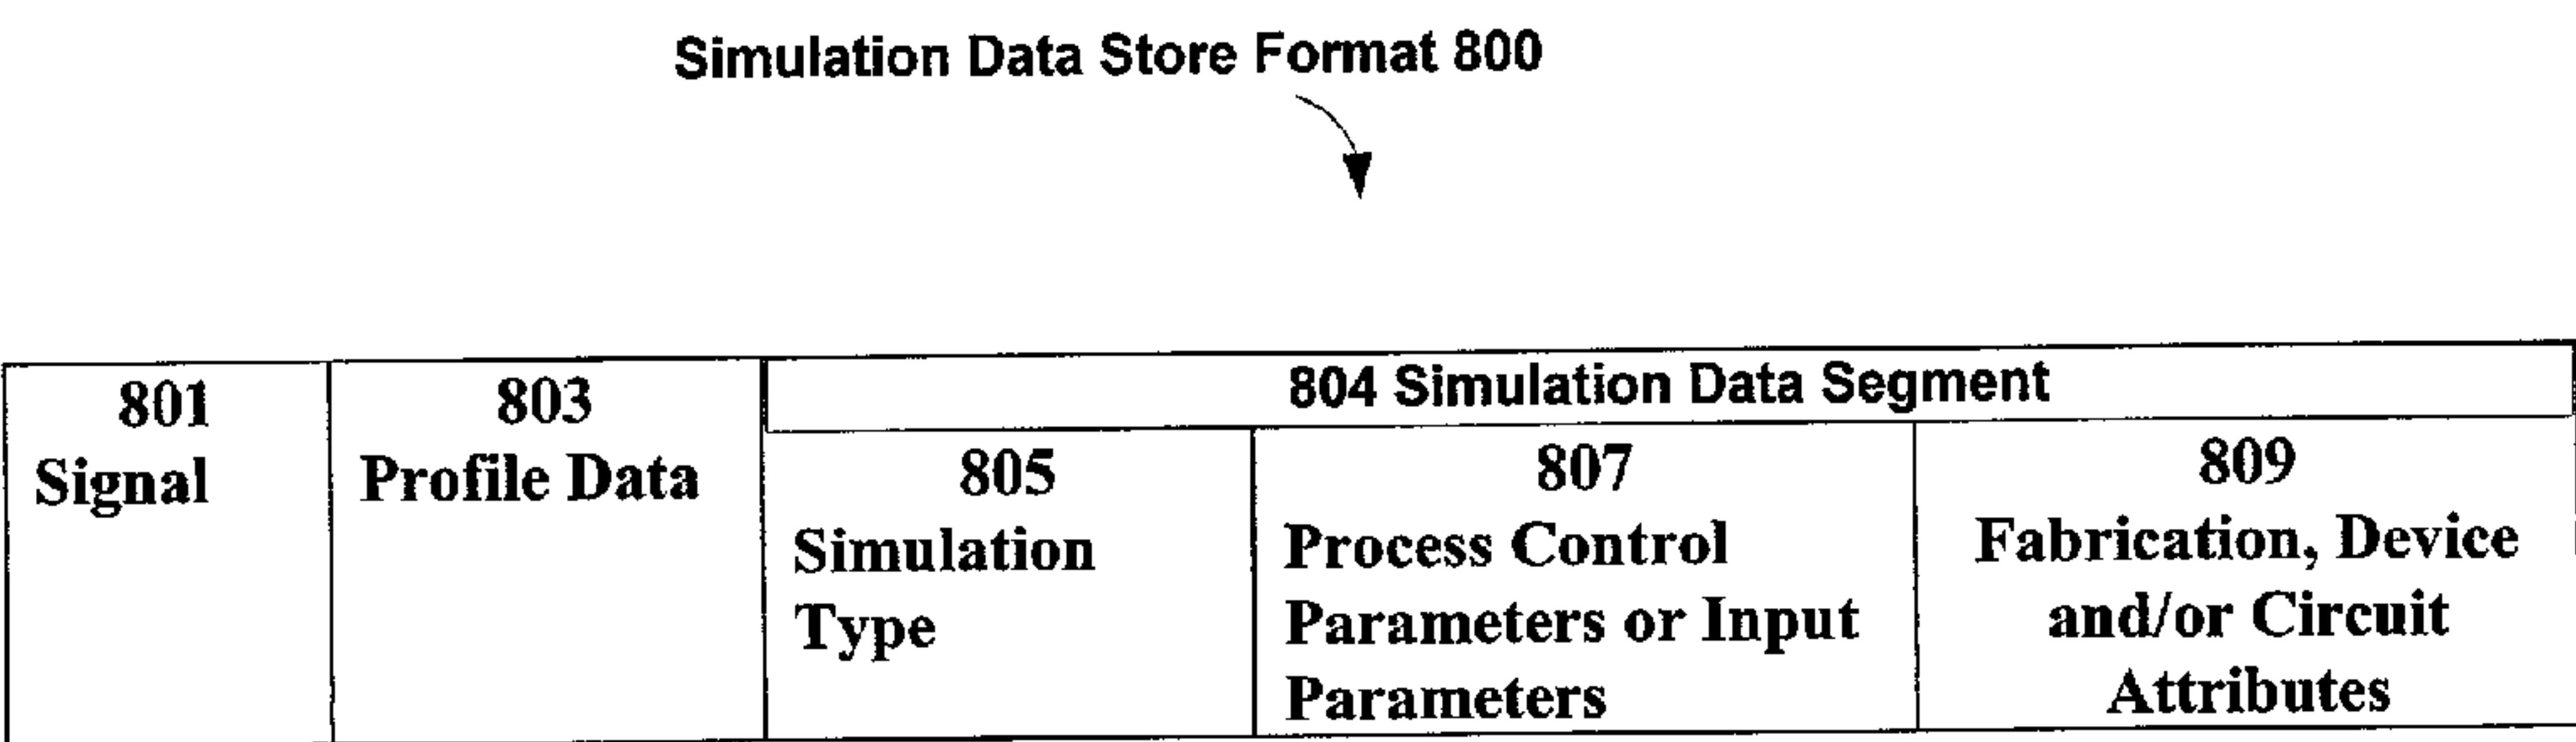 Simulation Data Store Format 800
801
Signal
803
Profile Data
804 Simulation Data Segment
805
Simulation
Type
807
Process Control
Parameters or Input
Parameters
809
Fabrication, Device
and/or Circuit
Attributes